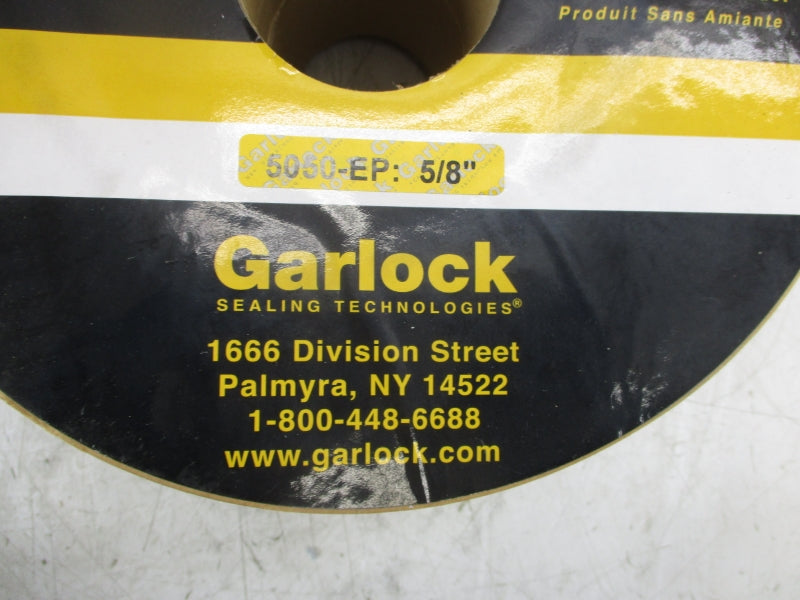 Produit Sans Amiante
5050-EP: 5/8"
Garlock
SEALING TECHNOLOGIES®
1666 Division Street
Palmyra, NY 14522
1-800-448-6688
www.garlock.com